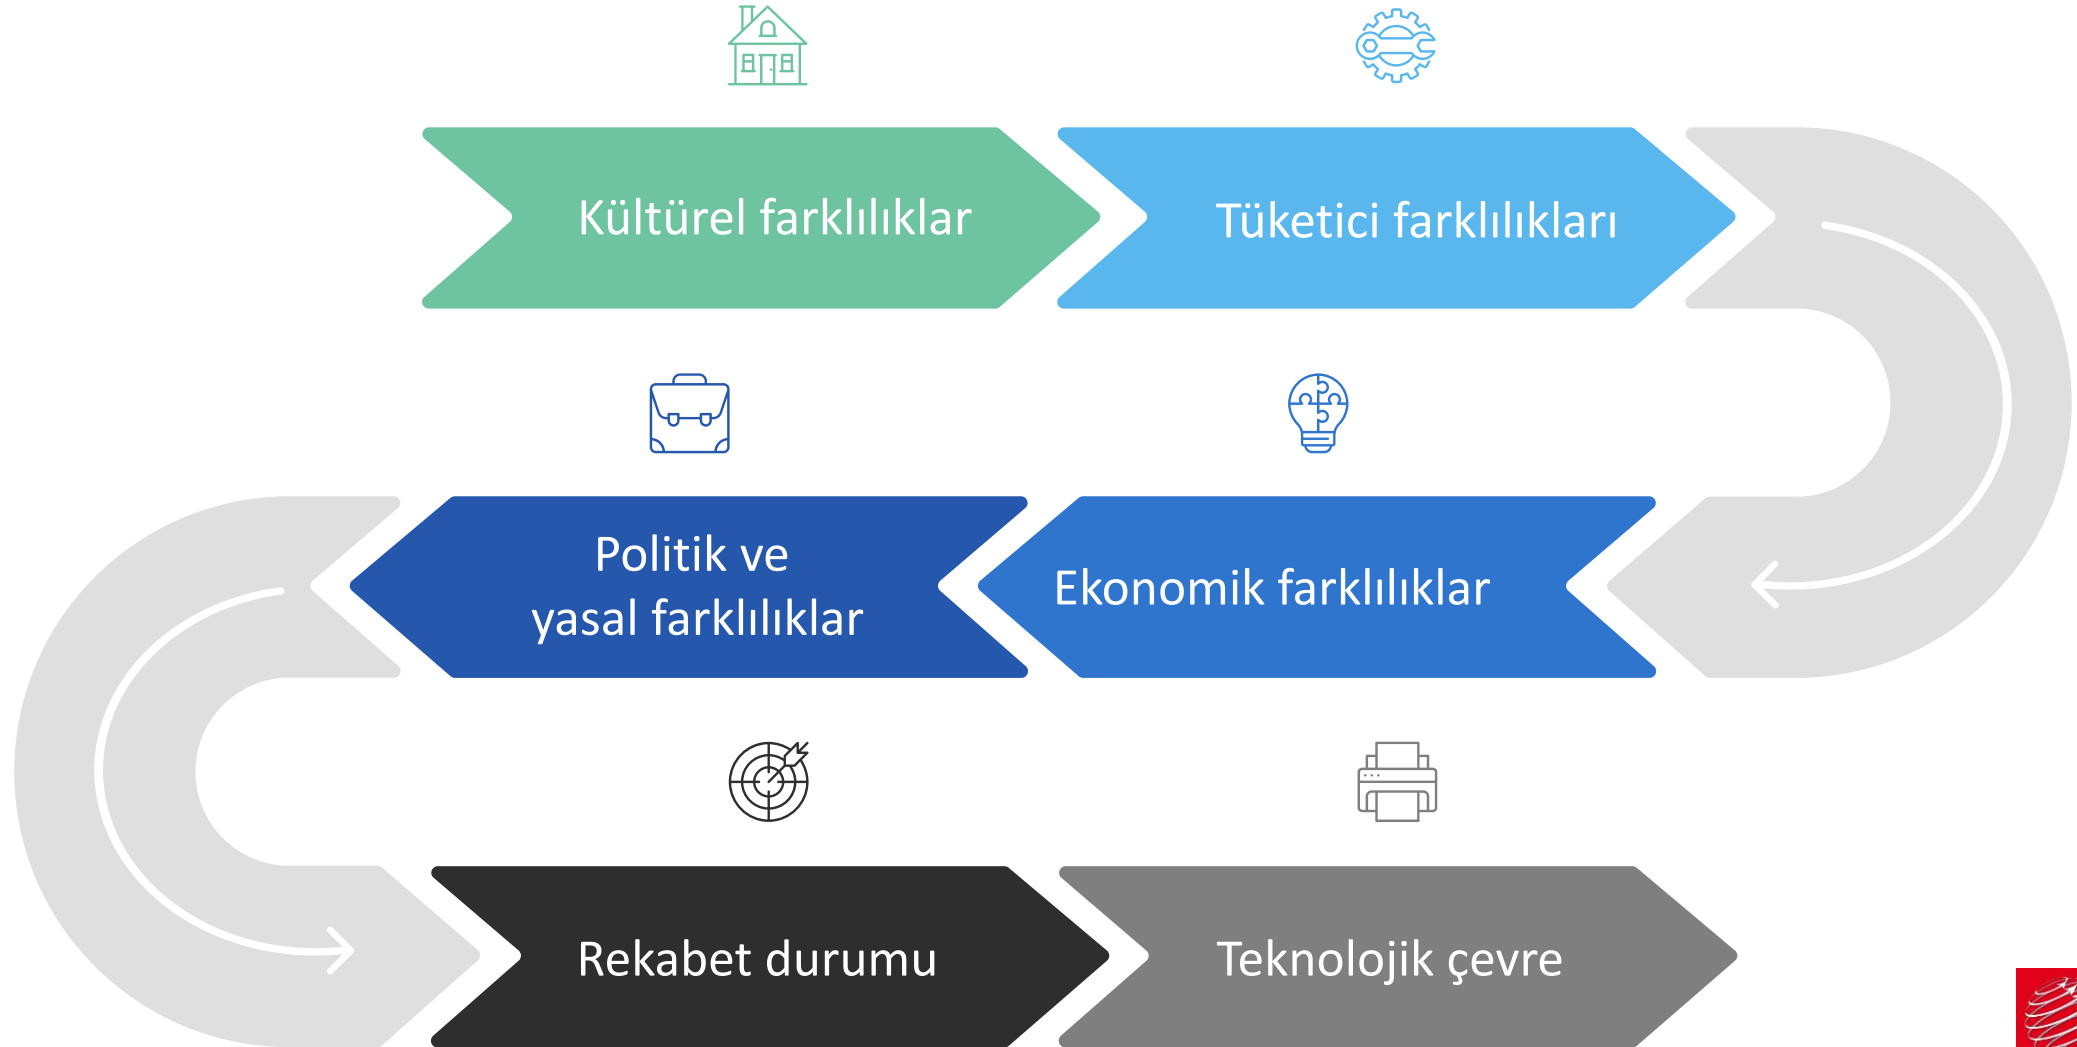 Kültürel farklılıklar
Tüketici farklılıkları
Ekonomik farklılıklar
Politik ve
yasal farklılıklar
Rekabet durumu
Teknolojik çevre